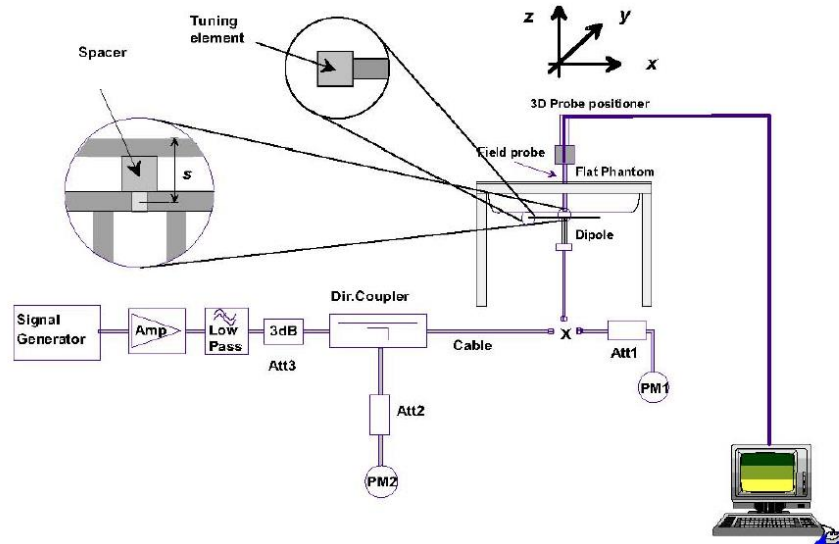 z
y
x
Tuning
element
Spacer
s
3D Probe positioner
Field probe
Flat Phantom
Dipole
Dir.Coupler
Signal
Generator
Amp
Low
Pass
3dB
Att3
Cable
X
Att1
PM1
Att2
PM2